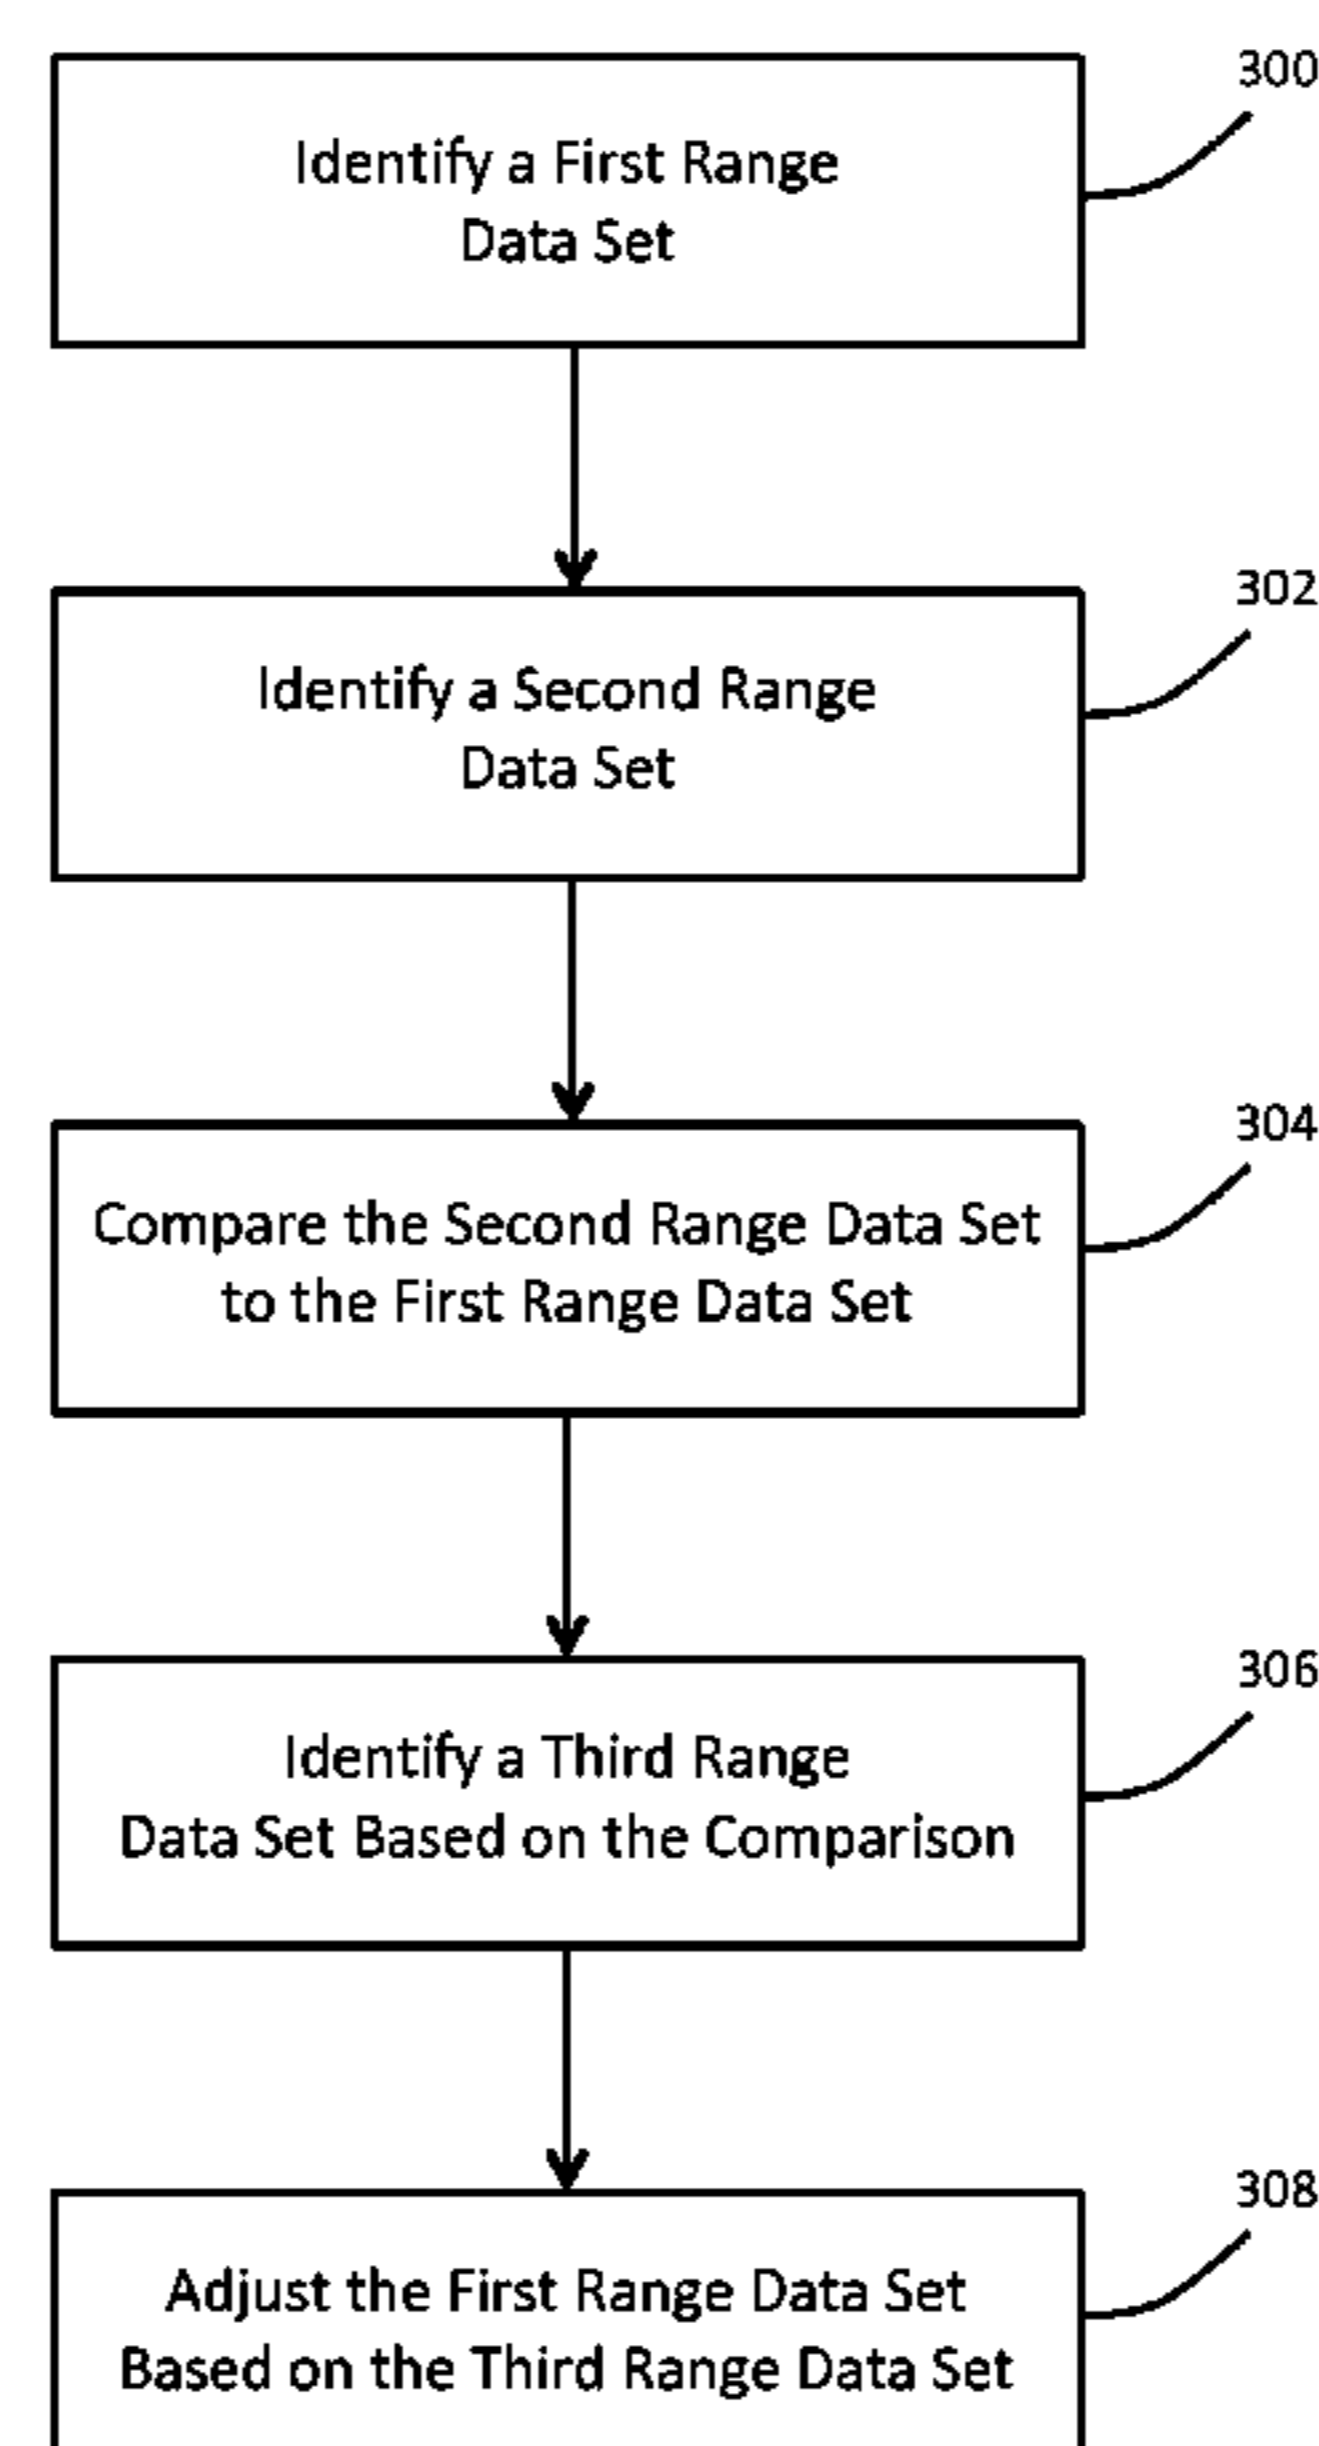 300
Identify a First Range
Data Set
302
Identify a Second Range
Data Set
304
Compare the Second Range Data Set
to the First Range Data Set
306
Identify a Third Range
Data Set Based on the Comparison
308
Adjust the First Range Data Set
Based on the Third Range Data Set